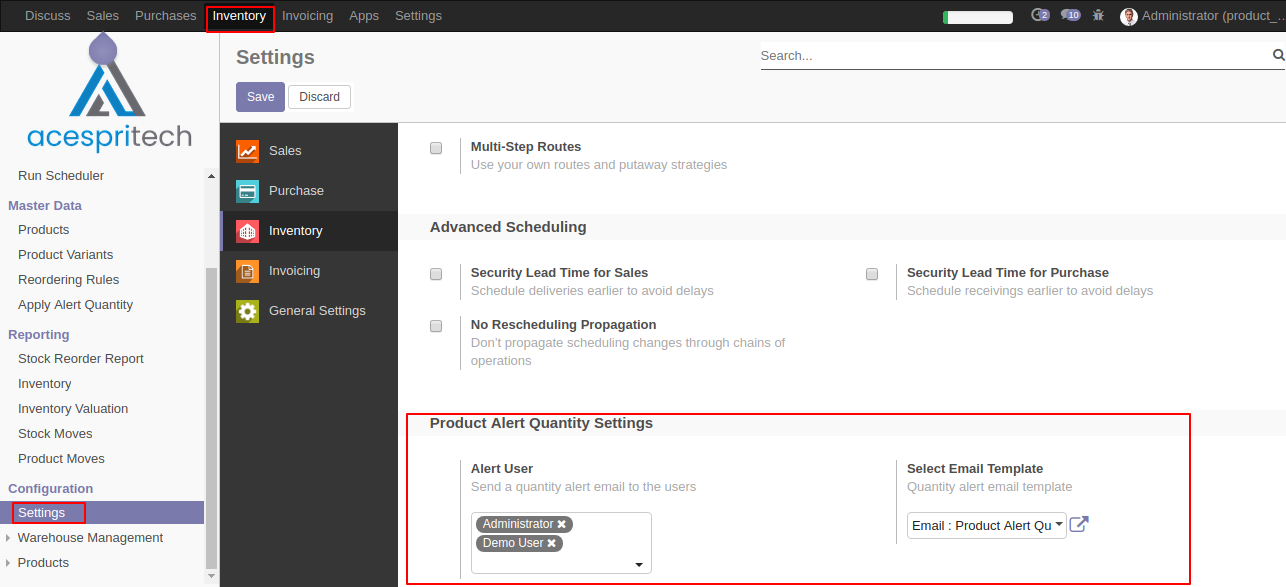 Discuss Sales Purchases Inventory Invoicing Apps Settings 2 10 Administrator (product_...
acespritech
Run Scheduler
Master Data
Products
Product Variants
Reordering Rules
Apply Alert Quantity
Reporting
Stock Reorder Report
Inventory
Inventory Valuation
Stock Moves
Product Moves
Configuration
Settings
Warehouse Management
Products
Settings
Search...
Save Discard
Sales
Purchase
Inventory
Invoicing
General Settings
Multi-Step Routes
Use your own routes and putaway strategies
Advanced Scheduling
Security Lead Time for Sales
Schedule deliveries earlier to avoid delays
Security Lead Time for Purchase
Schedule receivings earlier to avoid delays
No Rescheduling Propagation
Don't propagate scheduling changes through chains of
operations
Product Alert Quantity Settings
Alert User
Send a quantity alert email to the users
Administrator ✖
Demo User ✖
Select Email Template
Quantity alert email template
Email : Product Alert Qu